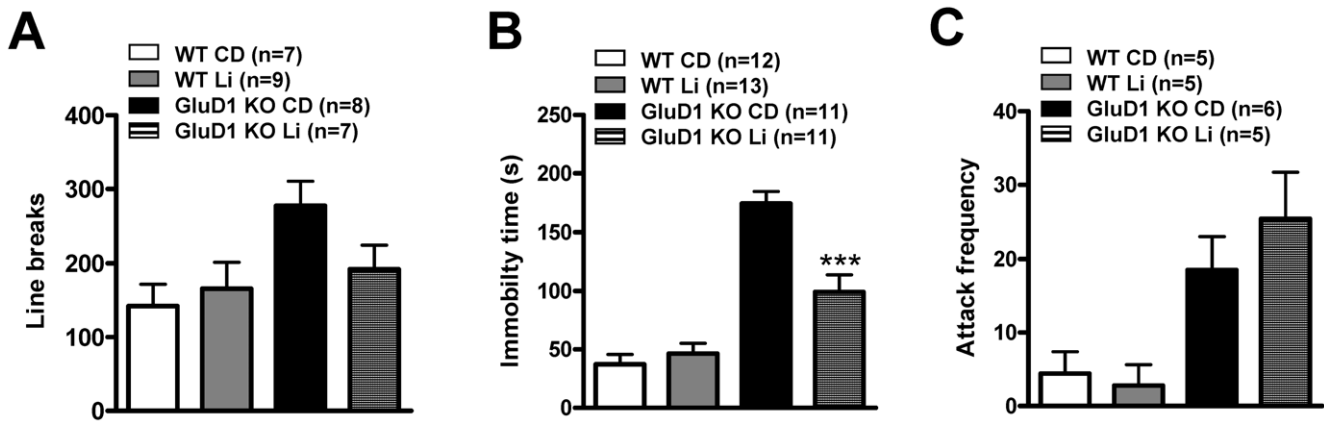 A
WT CD (n=7)
WT Li (n=9)
GluD1 KO CD (n=8)
GluD1 KO Li (n=7)
Line breaks
400
300
200
100
0
B
WT CD (n=12)
WT Li (n=13)
GluD1 KO CD (n=11)
GluD1 KO Li (n=11)
Immobilty time (s)
250
200
150
100
50
0
***
C
WT CD (n=5)
WT Li (n=5)
GluD1 KO CD (n=6)
GluD1 KO Li (n=5)
Attack frequency
40
30
20
10
0